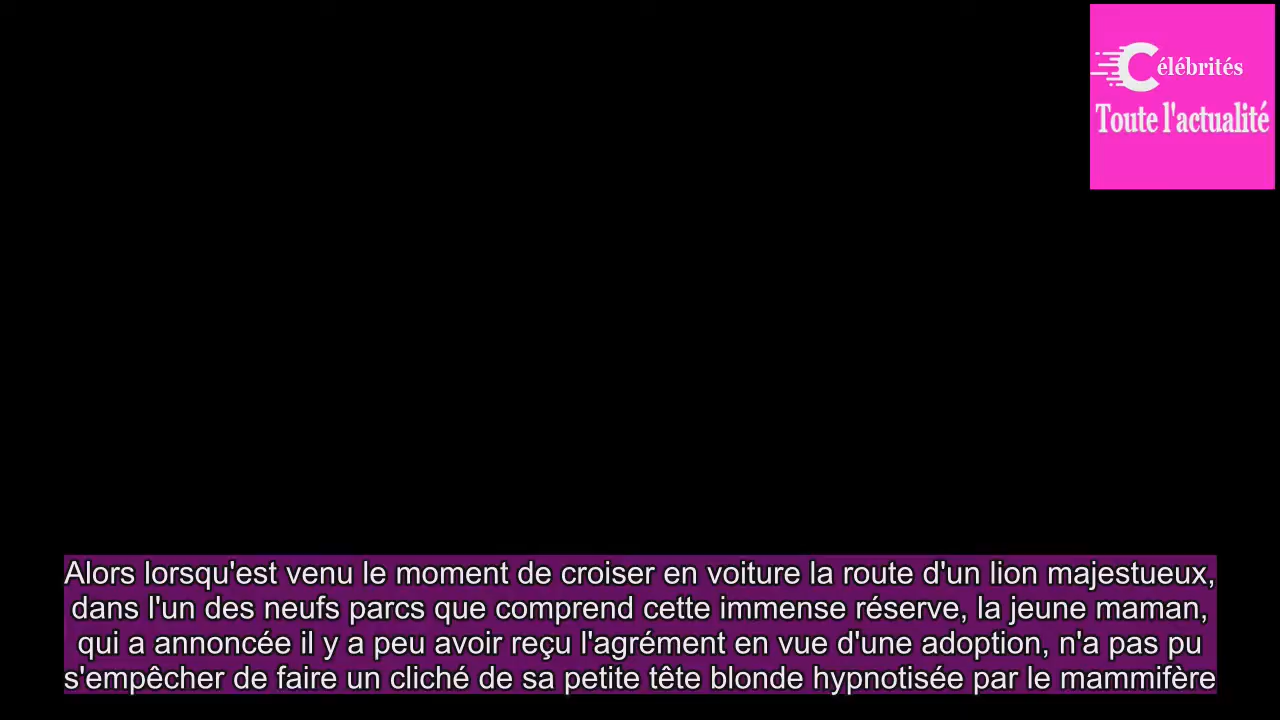 Célébrités
Toute l'actualité
Alors lorsqu'est venu le moment de croiser en voiture la route d'un lion majestueux,
dans l'un des neufs parcs que comprend cette immense réserve, la jeune maman,
qui a annoncée il y a peu avoir reçu l'agrément en vue d'une adoption, n'a pas pu
s'empêcher de faire un cliché de sa petite tête blonde hypnotisée par le mammifère